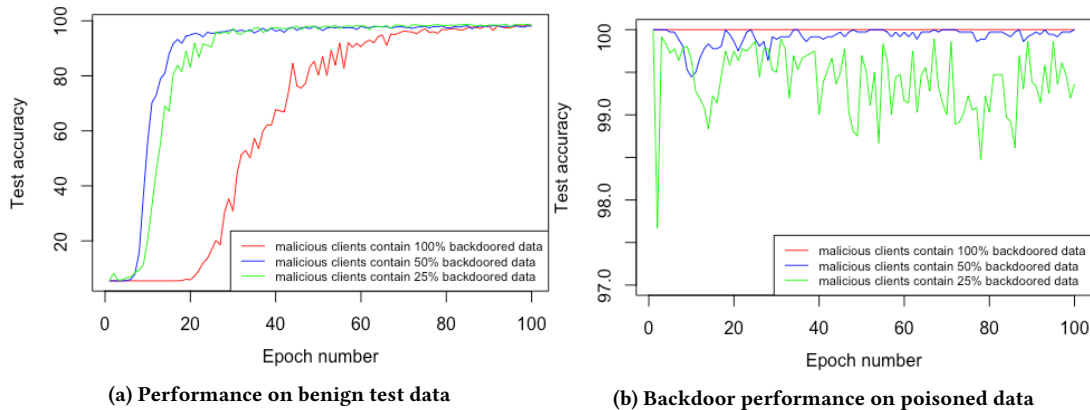 100
80
60
40
20
Test accuracy
malicious clients contain 100% backdoored data
malicious clients contain 50% backdoored data
malicious clients contain 25% backdoored data
0 20 40 60 80 100
Epoch number
(a) Performance on benign test data
100
99.0
98.0
97.0
Test accuracy
malicious clients contain 100% backdoored data
malicious clients contain 50% backdoored data
malicious clients contain 25% backdoored data
0 20 40 60 80 100
Epoch number
(b) Backdoor performance on poisoned data